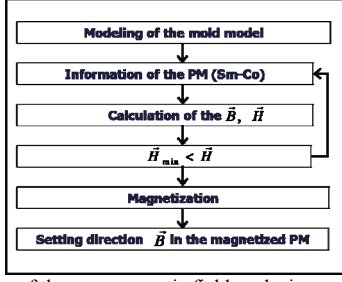 Modeling of the mold model
Information of the PM (Sm-Co)
Calculation of the B⃗, H⃗
H⃗ min < H⃗
Magnetization
Setting direction B⃗ in the magnetized PM